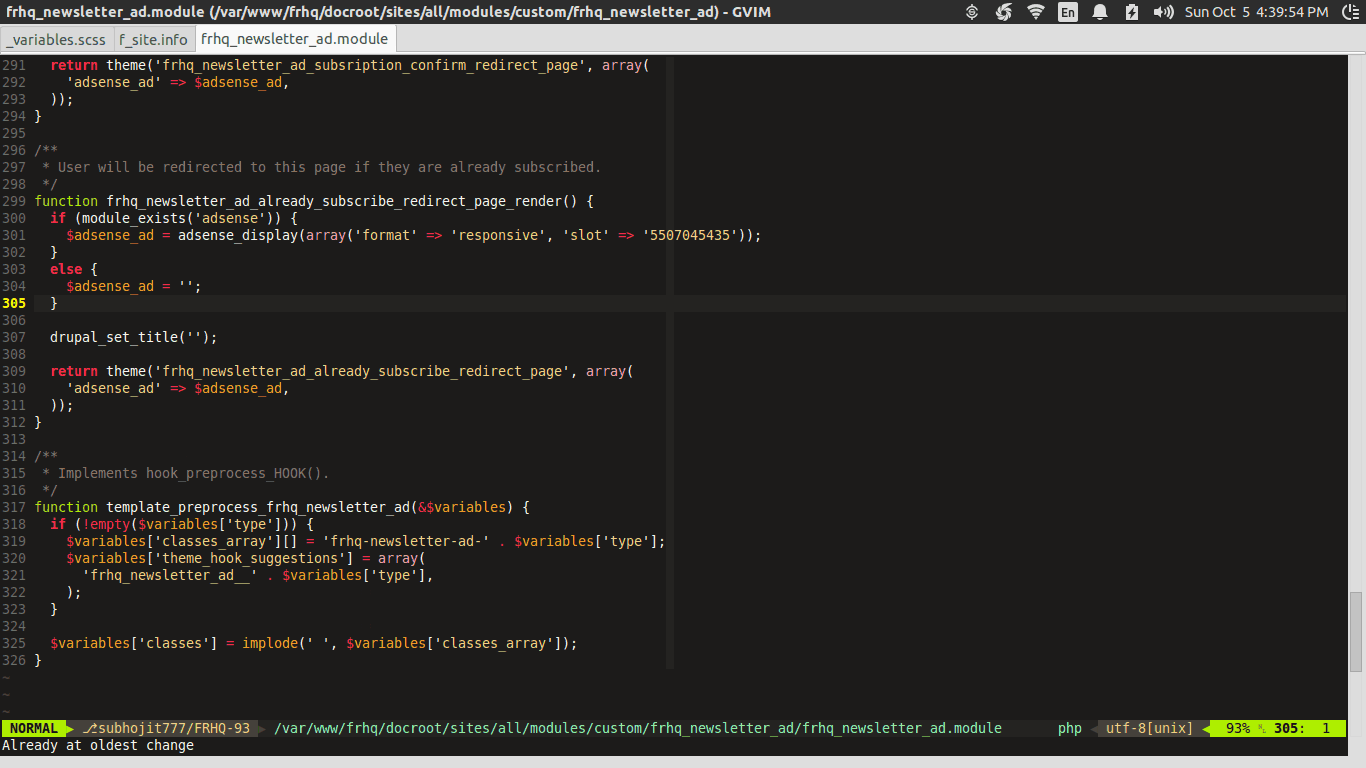 frhq_newsletter_ad.module (/var/www/frhq/docroot/sites/all/modules/custom/frhq_newsletter_ad) - GVIM
En
Sun Oct 5 4:39:54 PM
_variables.scss f_site.info frhq_newsletter_ad.module
291   return theme('frhq_newsletter_ad_subsription_confirm_redirect_page', array(
292     'adsense_ad' => $adsense_ad,
293   ));
294 }
295
296 /**
297  * User will be redirected to this page if they are already subscribed.
298  */
299 function frhq_newsletter_ad_already_subscribe_redirect_page_render() {
300   if (module_exists('adsense')) {
301     $adsense_ad = adsense_display(array('format' => 'responsive', 'slot' => '5507045435'));
302   }
303   else {
304     $adsense_ad = '';
305   }
306
307   drupal_set_title('');
308
309   return theme('frhq_newsletter_ad_already_subscribe_redirect_page', array(
310     'adsense_ad' => $adsense_ad,
311   ));
312 }
313
314 /**
315  * Implements hook_preprocess_HOOK().
316  */
317 function template_preprocess_frhq_newsletter_ad(&$variables) {
318   if (!empty($variables['type'])) {
319     $variables['classes_array'][] = 'frhq-newsletter-ad-' . $variables['type'];
320     $variables['theme_hook_suggestions'] = array(
321       'frhq_newsletter_ad__' . $variables['type'],
322     );
323   }
324
325   $variables['classes'] = implode(' ', $variables['classes_array']);
326 }
~
~
~
NORMAL subhojit777/FRHQ-93 /var/www/frhq/docroot/sites/all/modules/custom/frhq_newsletter_ad/frhq_newsletter_ad.module php utf-8[unix] 93% 305: 1
Already at oldest change